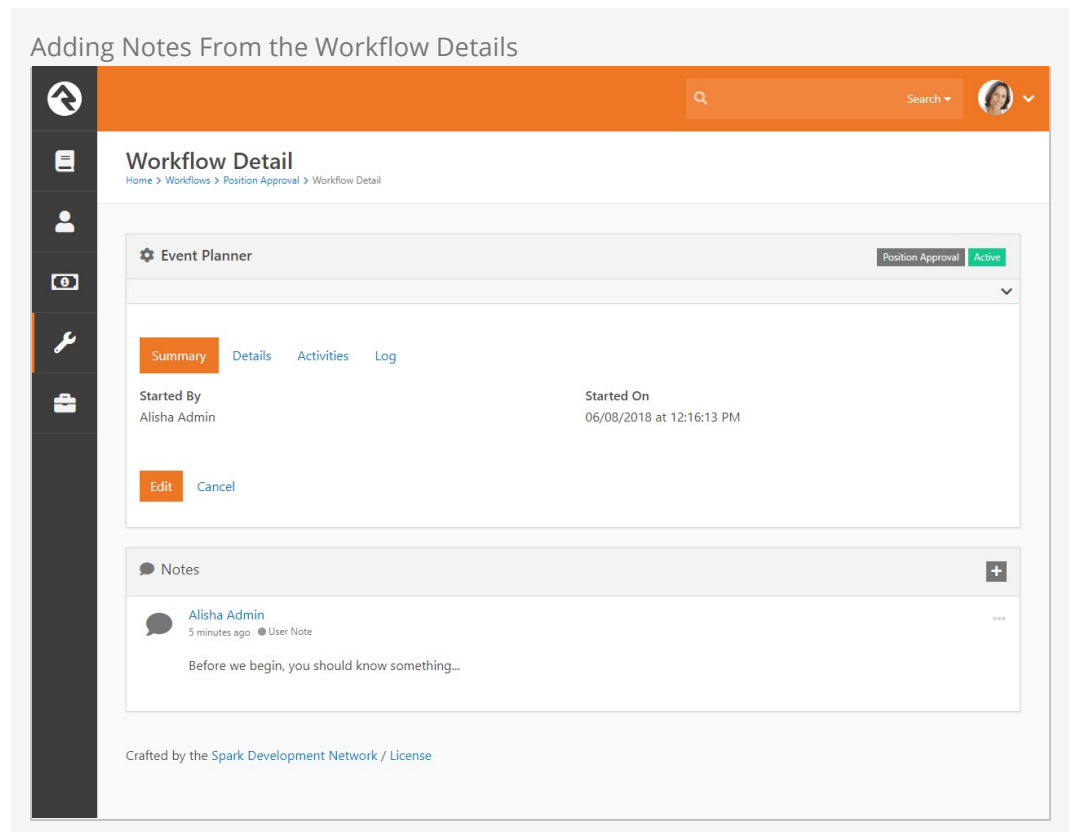 Adding Notes From the Workflow Details
Search
Workflow Detail
Home > Workflows > Position Approval > Workflow Detail
Event Planner
Position Approval Active
Summary Details Activities Log
Started By Started On
Alisha Admin 06/08/2018 at 12:16:13 PM
Edit Cancel
Notes
Alisha Admin
5 minutes ago User Note
Before we begin, you should know something...
Crafted by the Spark Development Network / License